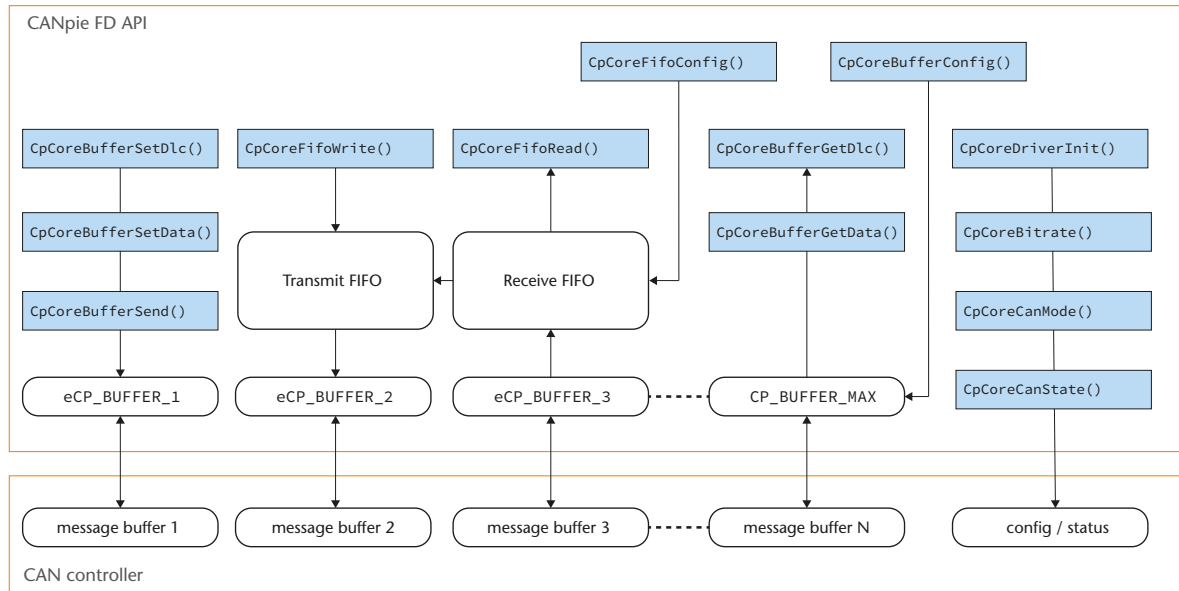 CANpie FD API
CpCoreFifoConfig()
CpCoreBufferConfig()
CpCoreBufferSetDlc()
CpCoreFifoWrite()
CpCoreFifoRead()
CpCoreBufferGetDlc()
CpCoreDriverInit()
CpCoreBufferSetData()
CpCoreBufferGetData()
CpCoreBitrate()
Transmit FIFO
Receive FIFO
CpCoreBufferSend()
CpCoreCanMode()
eCP_BUFFER_1
eCP_BUFFER_2
eCP_BUFFER_3
CP_BUFFER_MAX
CpCoreCanState()
message buffer 1
message buffer 2
message buffer 3
message buffer N
config / status
CAN controller